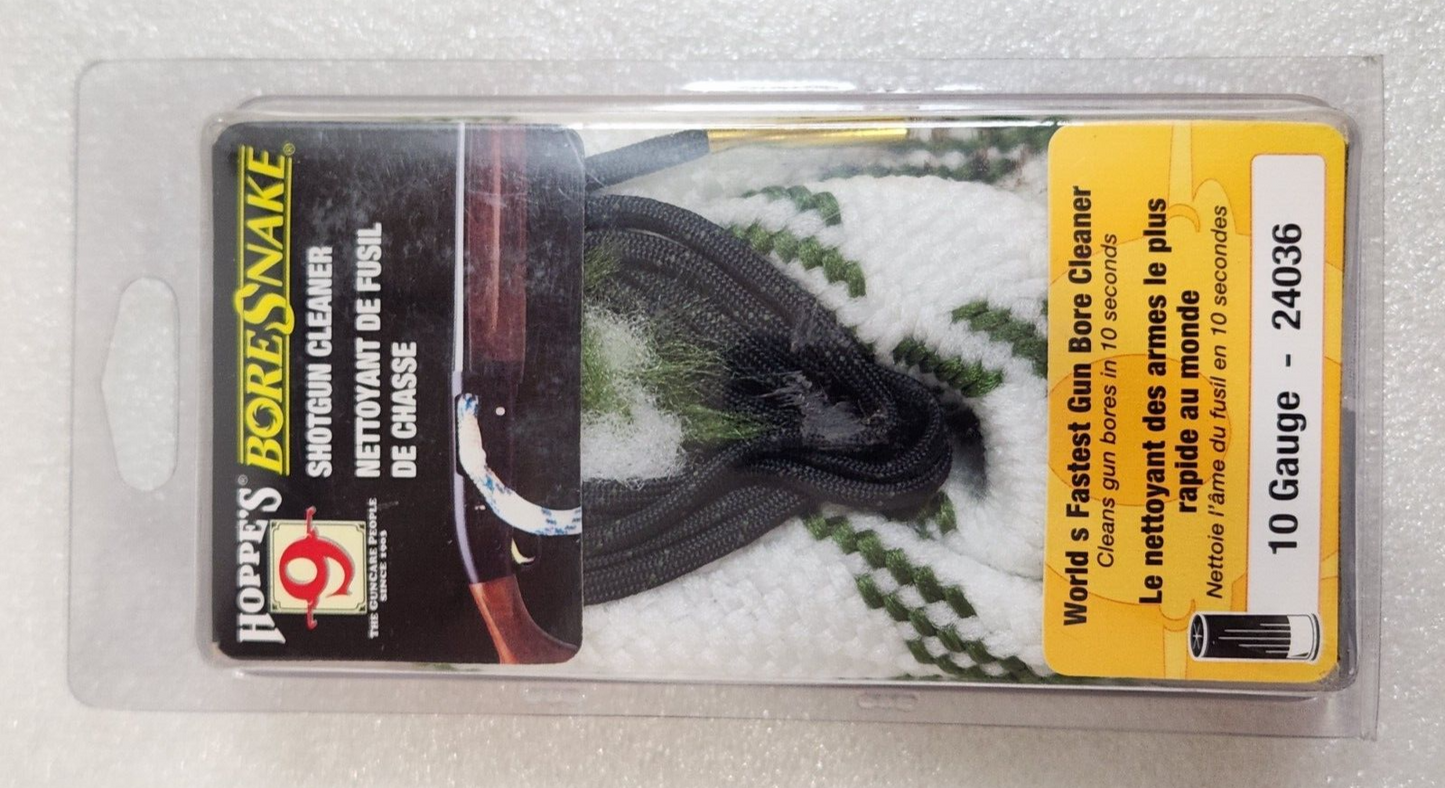 HOPPE'S® BORESNAKE®
9
THE GUNCARE PEOPLE
SINCE 1903
SHOTGUN CLEANER
NETTOYANT DE FUSIL
DE CHASSE
World s Fastest Gun Bore Cleaner
Cleans gun bores in 10 seconds
Le nettoyant des armes le plus
rapide au monde
Nettoie l'âme du fusil en 10 secondes
10 Gauge - 24036